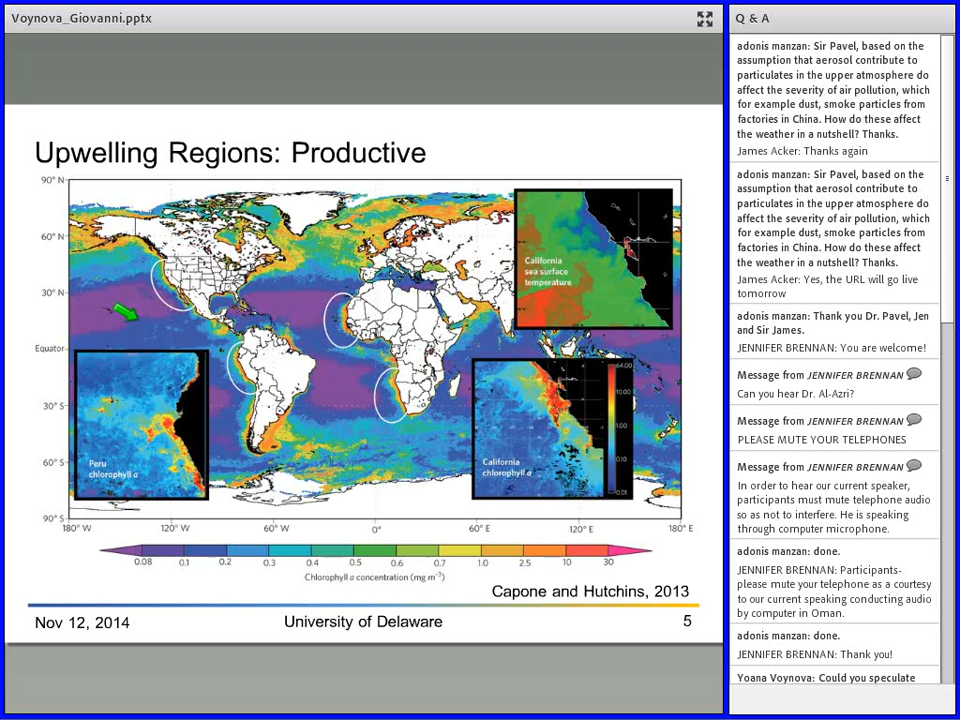 Voynova_Giovanni.pptx
Upwelling Regions: Productive
90° N
60° N
30° N
Equator
30° S
60° S
90° S
180° W
120° W
60° W
0°
60° E
120° E
180° E
California
sea surface
temperature
Peru
chlorophyll a
California
chlorophyll a
64.00
10.00
1.00
0.10
0.01
0.08
0.1
0.2
0.3
0.4
0.5
0.6
0.7
1.0
2.5
10
30
Chlorophyll a concentration (mg m⁻³)
Capone and Hutchins, 2013
Nov 12, 2014
University of Delaware
5
Q & A
adonis manzan: Sir Pavel, based on the
assumption that aerosol contribute to
particulates in the upper atmosphere do
affect the severity of air pollution, which
for example dust, smoke particles from
factories in China. How do these affect
the weather in a nutshell? Thanks.
James Acker: Thanks again
adonis manzan: Sir Pavel, based on the
assumption that aerosol contribute to
particulates in the upper atmosphere do
affect the severity of air pollution, which
for example dust, smoke particles from
factories in China. How do these affect
the weather in a nutshell? Thanks.
James Acker: Yes, the URL will go live
tomorrow
adonis manzan: Thank you Dr. Pavel, Jen
and Sir James.
JENNIFER BRENNAN: You are welcome!
Message from JENNIFER BRENNAN
Can you hear Dr. Al-Azri?
Message from JENNIFER BRENNAN
PLEASE MUTE YOUR TELEPHONES
Message from JENNIFER BRENNAN
In order to hear our current speaker,
participants must mute telephone audio
so as not to interfere. He is speaking
through computer microphone.
adonis manzan: done.
JENNIFER BRENNAN: Participants-
please mute your telephone as a courtesy
to our current speaking conducting audio
by computer in Oman.
adonis manzan: done.
JENNIFER BRENNAN: Thank you!
Yoana Voynova: Could you speculate